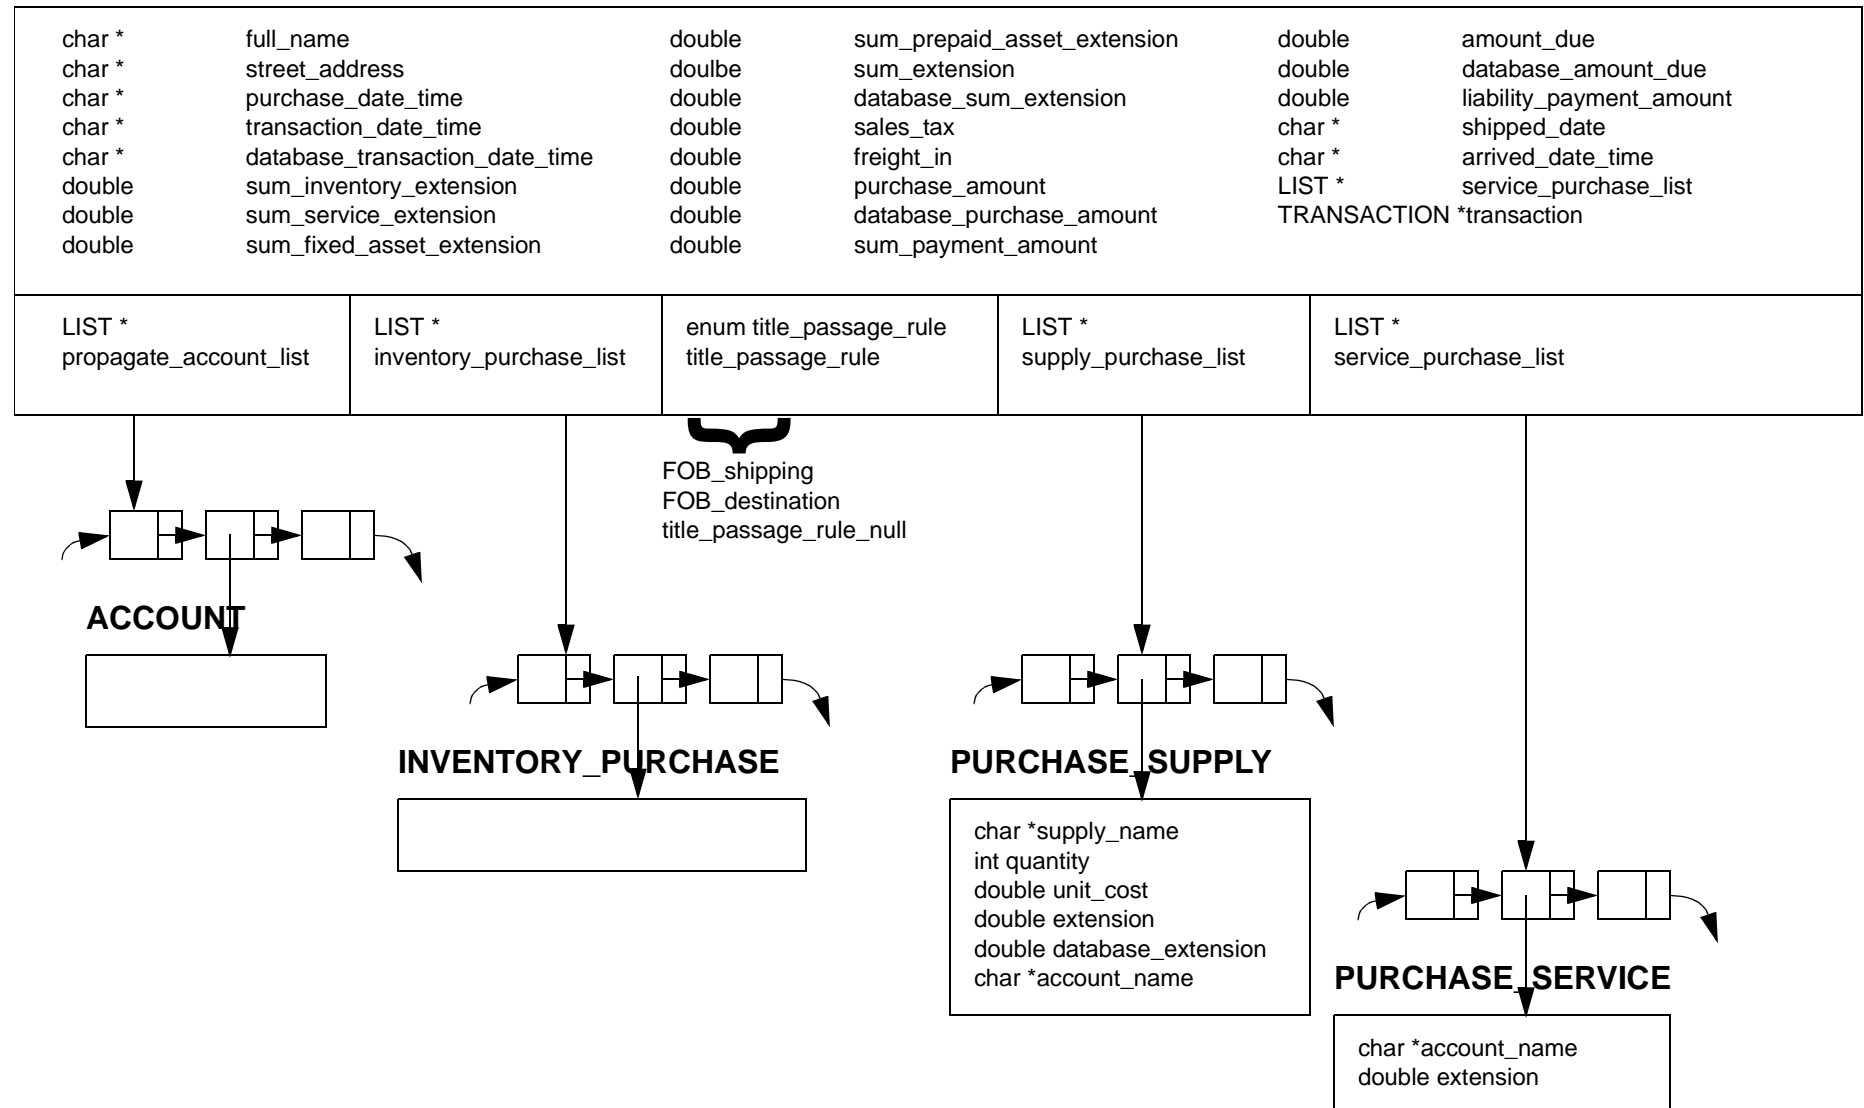 char * full_name double sum_prepaid_asset_extension double amount_due
char * street_address doulbe sum_extension double database_amount_due
char * purchase_date_time double database_sum_extension double liability_payment_amount
char * transaction_date_time double sales_tax char * shipped_date
char * database_transaction_date_time double freight_in char * arrived_date_time
double sum_inventory_extension double purchase_amount LIST * service_purchase_list
double sum_service_extension double database_purchase_amount TRANSACTION *transaction
double sum_fixed_asset_extension double sum_payment_amount
LIST *
propagate_account_list
LIST *
inventory_purchase_list
enum title_passage_rule
title_passage_rule
LIST *
supply_purchase_list
LIST *
service_purchase_list
FOB_shipping
FOB_destination
title_passage_rule_null
ACCOUNT
INVENTORY_PURCHASE
PURCHASE_SUPPLY
char *supply_name
int quantity
double unit_cost
double extension
double database_extension
char *account_name
PURCHASE_SERVICE
char *account_name
double extension